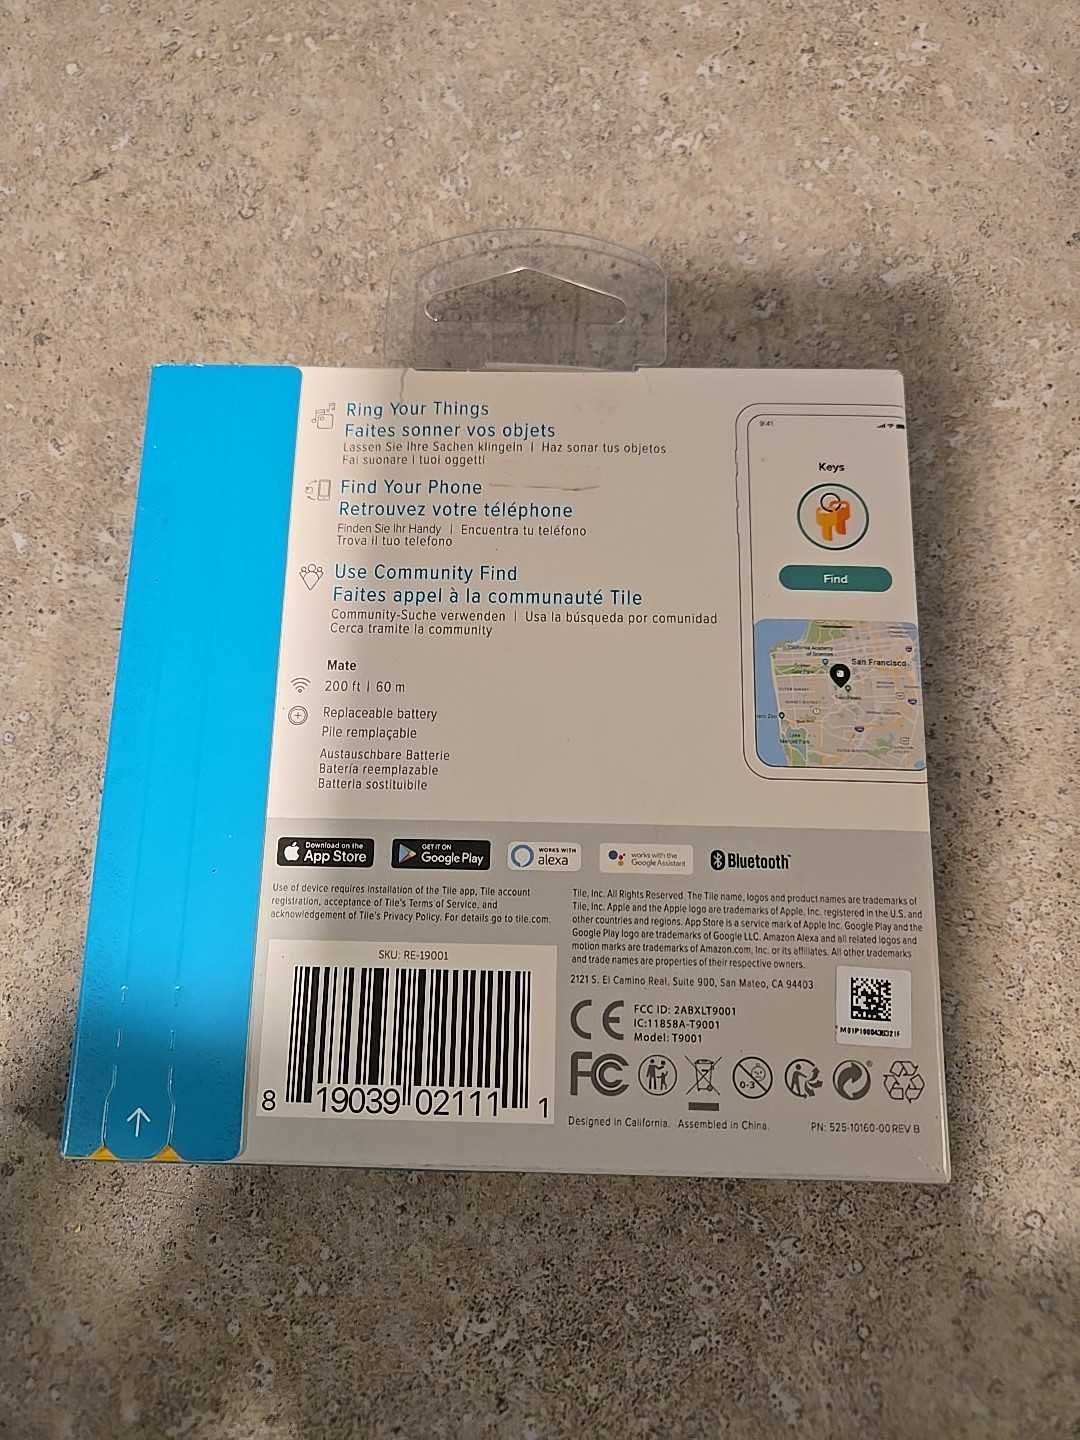 Ring Your Things
Faites sonner vos objets
Lassen Sie Ihre Sachen klingeln | Haz sonar tus objetos
Fai suonare i tuoi oggetti
Find Your Phone
Retrouvez votre téléphone
Finden Sie Ihr Handy | Encuentra tu teléfono
Trova il tuo telefono
Use Community Find
Faites appel à la communauté Tile
Community-Suche verwenden | Usa la búsqueda por comunidad
Cerca tramite la community
Mate
200 ft | 60 m
Replaceable battery
Pile remplaçable
Austauschbare Batterie
Batería reemplazable
Batteria sostituibile
9:41
Keys
Find
California Academy
of Sciences
San Francisco
Download on the
App Store
GET IT ON
Google Play
WORKS WITH
alexa
works with the
Google Assistant
Bluetooth
Use of device requires installation of the Tile app, Tile account
registration, acceptance of Tile's Terms of Service, and
acknowledgement of Tile's Privacy Policy. For details go to tile.com.
Tile, Inc. All Rights Reserved. The Tile name, logos and product names are trademarks of
Tile, Inc. Apple and the Apple logo are trademarks of Apple, Inc. registered in the U.S. and
other countries and regions. App Store is a service mark of Apple Inc. Google Play and the
Google Play logo are trademarks of Google LLC. Amazon Alexa and all related logos and
motion marks are trademarks of Amazon.com, Inc. or its affiliates. All other trademarks
and trade names are properties of their respective owners.
2121 S. El Camino Real, Suite 900, San Mateo, CA 94403
SKU: RE-19001
8 19039 02111 1
CE
FCC ID: 2ABXLT9001
IC:11858A-T9001
Model: T9001
FC
0-3
Designed in California. Assembled in China.
PN: 525-10160-00 REV B